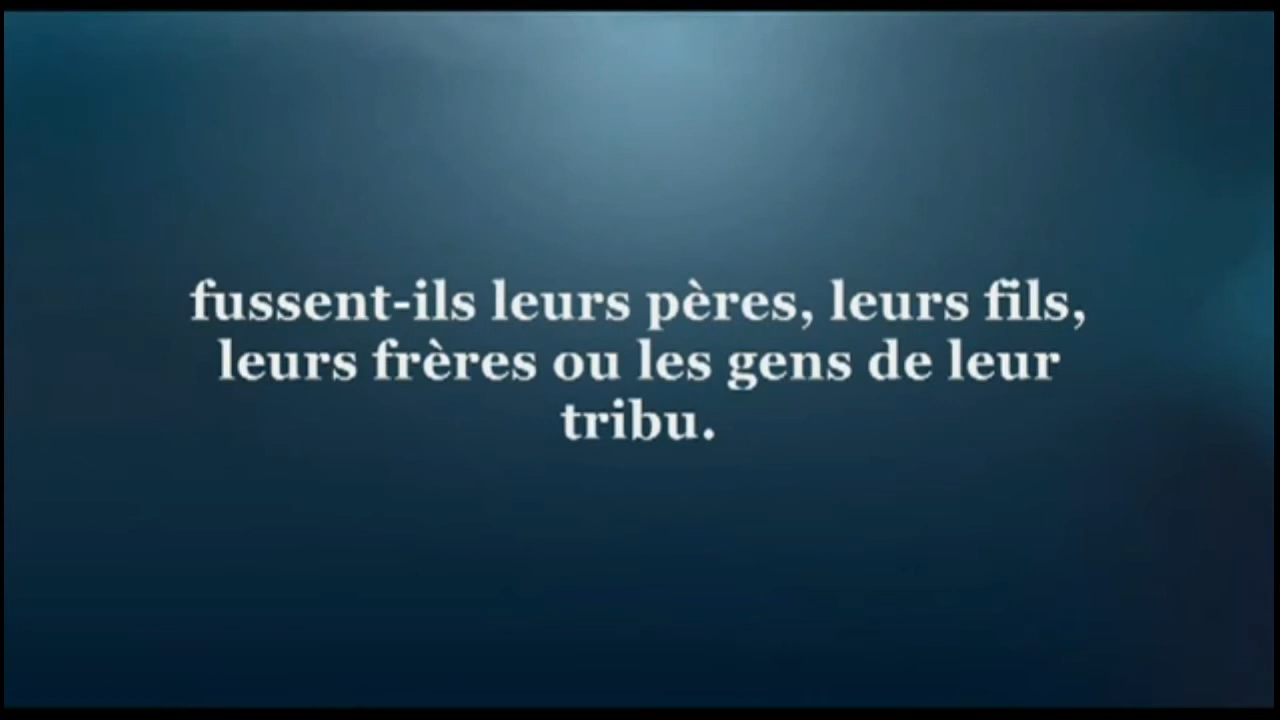 fussent-ils leurs pères, leurs fils,
leurs frères ou les gens de leur
tribu.